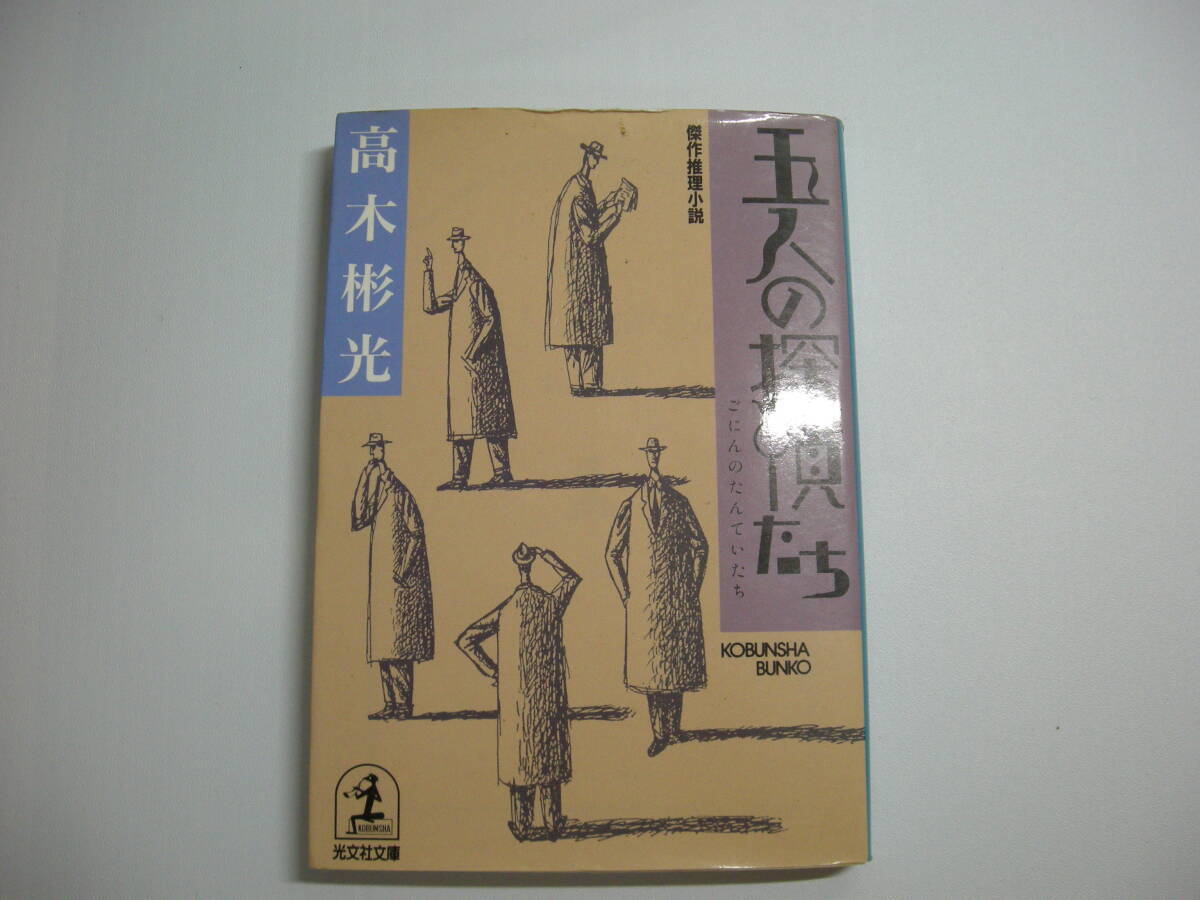 五人の探偵たち
ごにんのたんていたち
傑作推理小説
高木彬光
KOBUNSHA
BUNKO
KOBUNSHA
光文社文庫